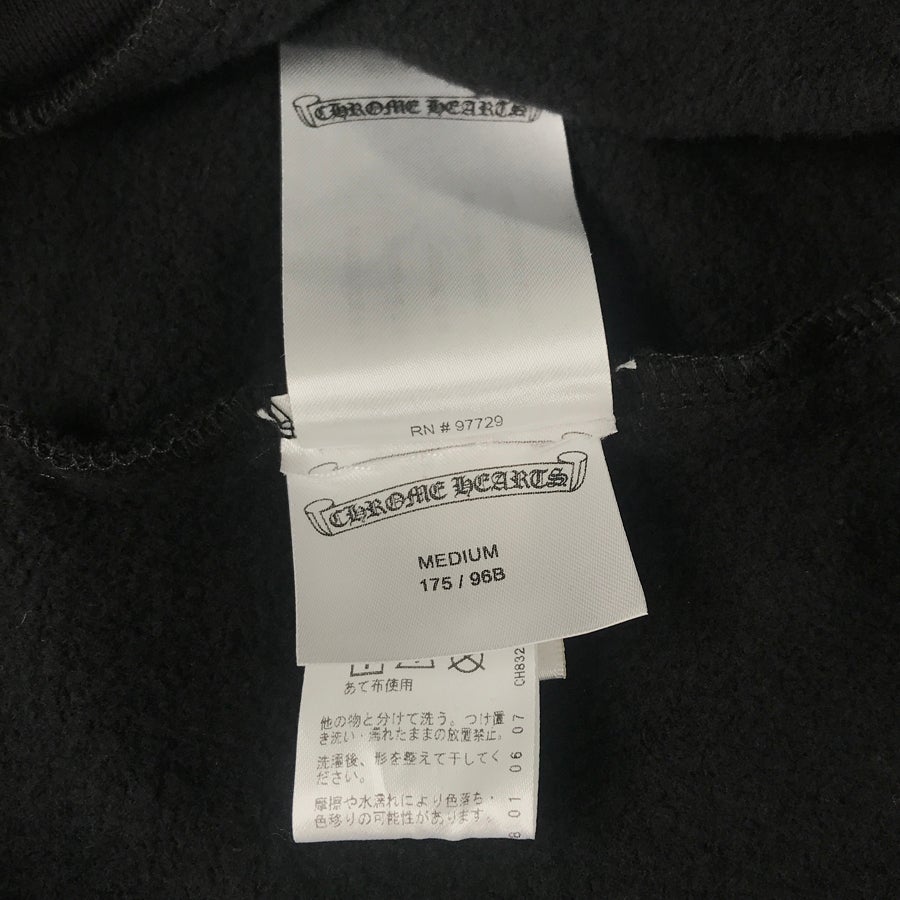 CHROME HEARTS
RN # 97729
CHROME HEARTS
MEDIUM
175 / 96B
あて布使用
他の物と分けて洗う。つけ置
き洗い・濡れたままの放置禁止。
洗濯後、形を整えて干してく
ださい。
摩擦や水濡れにより色落ち・
色移りの可能性があります。
CH832
01 06 07